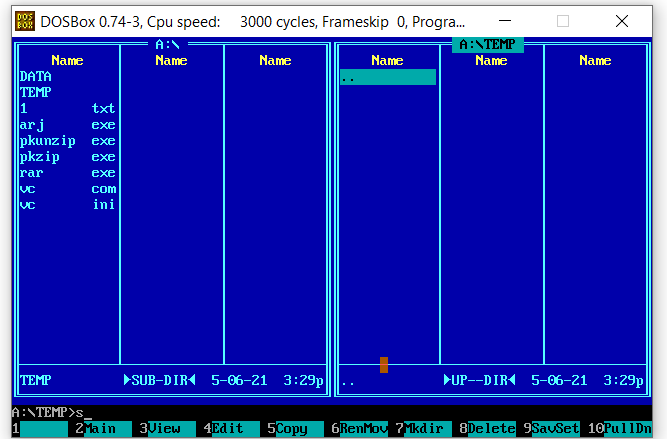 DOS BOX DOSBox 0.74-3, Cpu speed: 3000 cycles, Frameskip 0, Progra...
A:\ A:\TEMP
Name Name Name Name Name Name
DATA ..
TEMP
1 txt
arj exe
pkunzip exe
pkzip exe
rar exe
vc com
vc ini
TEMP ►SUB-DIR◄ 5-06-21 3:29p .. ►UP--DIR◄ 5-06-21 3:29p
A:\TEMP>s_
1 2Main 3View 4Edit 5Copy 6RenMov 7Mkdir 8Delete 9SavSet 10PullDn